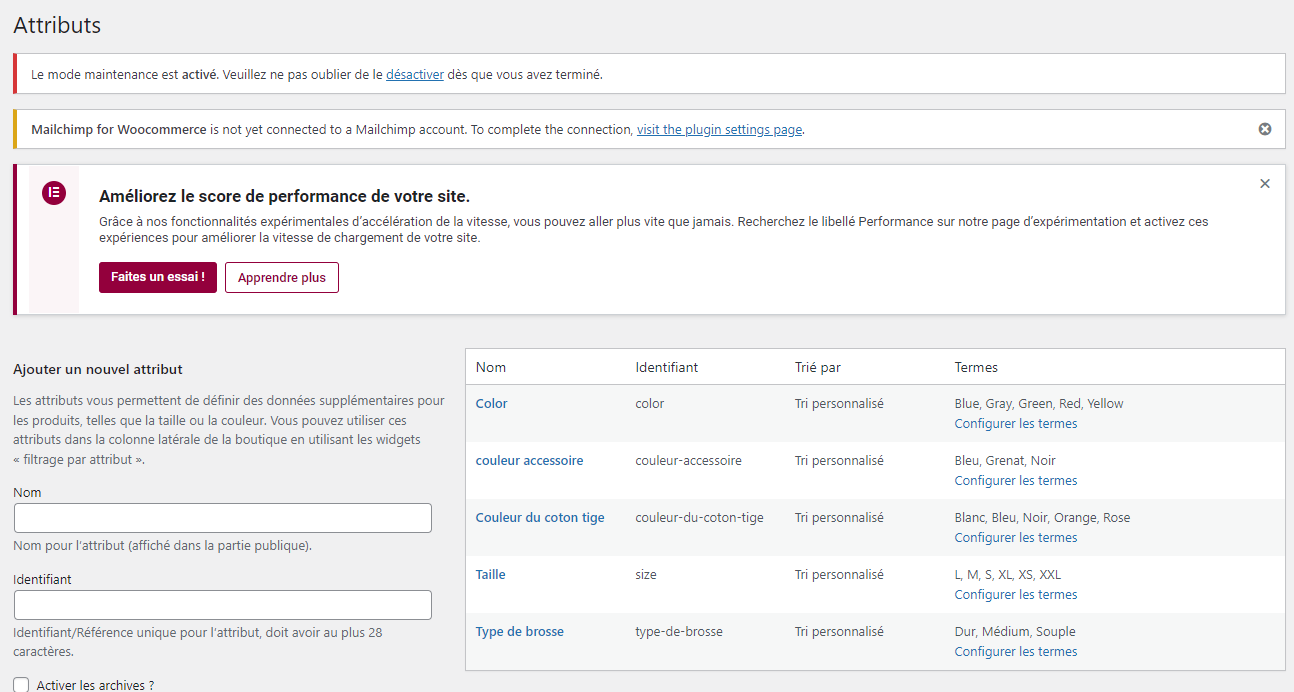 Attributs
Le mode maintenance est activé. Veuillez ne pas oublier de le désactiver dès que vous avez terminé.
Mailchimp for Woocommerce is not yet connected to a Mailchimp account. To complete the connection, visit the plugin settings page.
Améliorez le score de performance de votre site.
Grâce à nos fonctionnalités expérimentales d'accélération de la vitesse, vous pouvez aller plus vite que jamais. Recherchez le libellé Performance sur notre page d'expérimentation et activez ces
expériences pour améliorer la vitesse de chargement de votre site.
Faites un essai ! Apprendre plus
Ajouter un nouvel attribut
Les attributs vous permettent de définir des données supplémentaires pour
les produits, telles que la taille ou la couleur. Vous pouvez utiliser ces
attributs dans la colonne latérale de la boutique en utilisant les widgets
« filtrage par attribut ».
Nom
Nom pour l'attribut (affiché dans la partie publique).
Identifiant
Identifiant/Référence unique pour l'attribut, doit avoir au plus 28
caractères.
Activer les archives ?
Nom Identifiant Trié par Termes
Color color Tri personnalisé Blue, Gray, Green, Red, Yellow
Configurer les termes
couleur accessoire couleur-accessoire Tri personnalisé Bleu, Grenat, Noir
Configurer les termes
Couleur du coton tige couleur-du-coton-tige Tri personnalisé Blanc, Bleu, Noir, Orange, Rose
Configurer les termes
Taille size Tri personnalisé L, M, S, XL, XS, XXL
Configurer les termes
Type de brosse type-de-brosse Tri personnalisé Dur, Médium, Souple
Configurer les termes